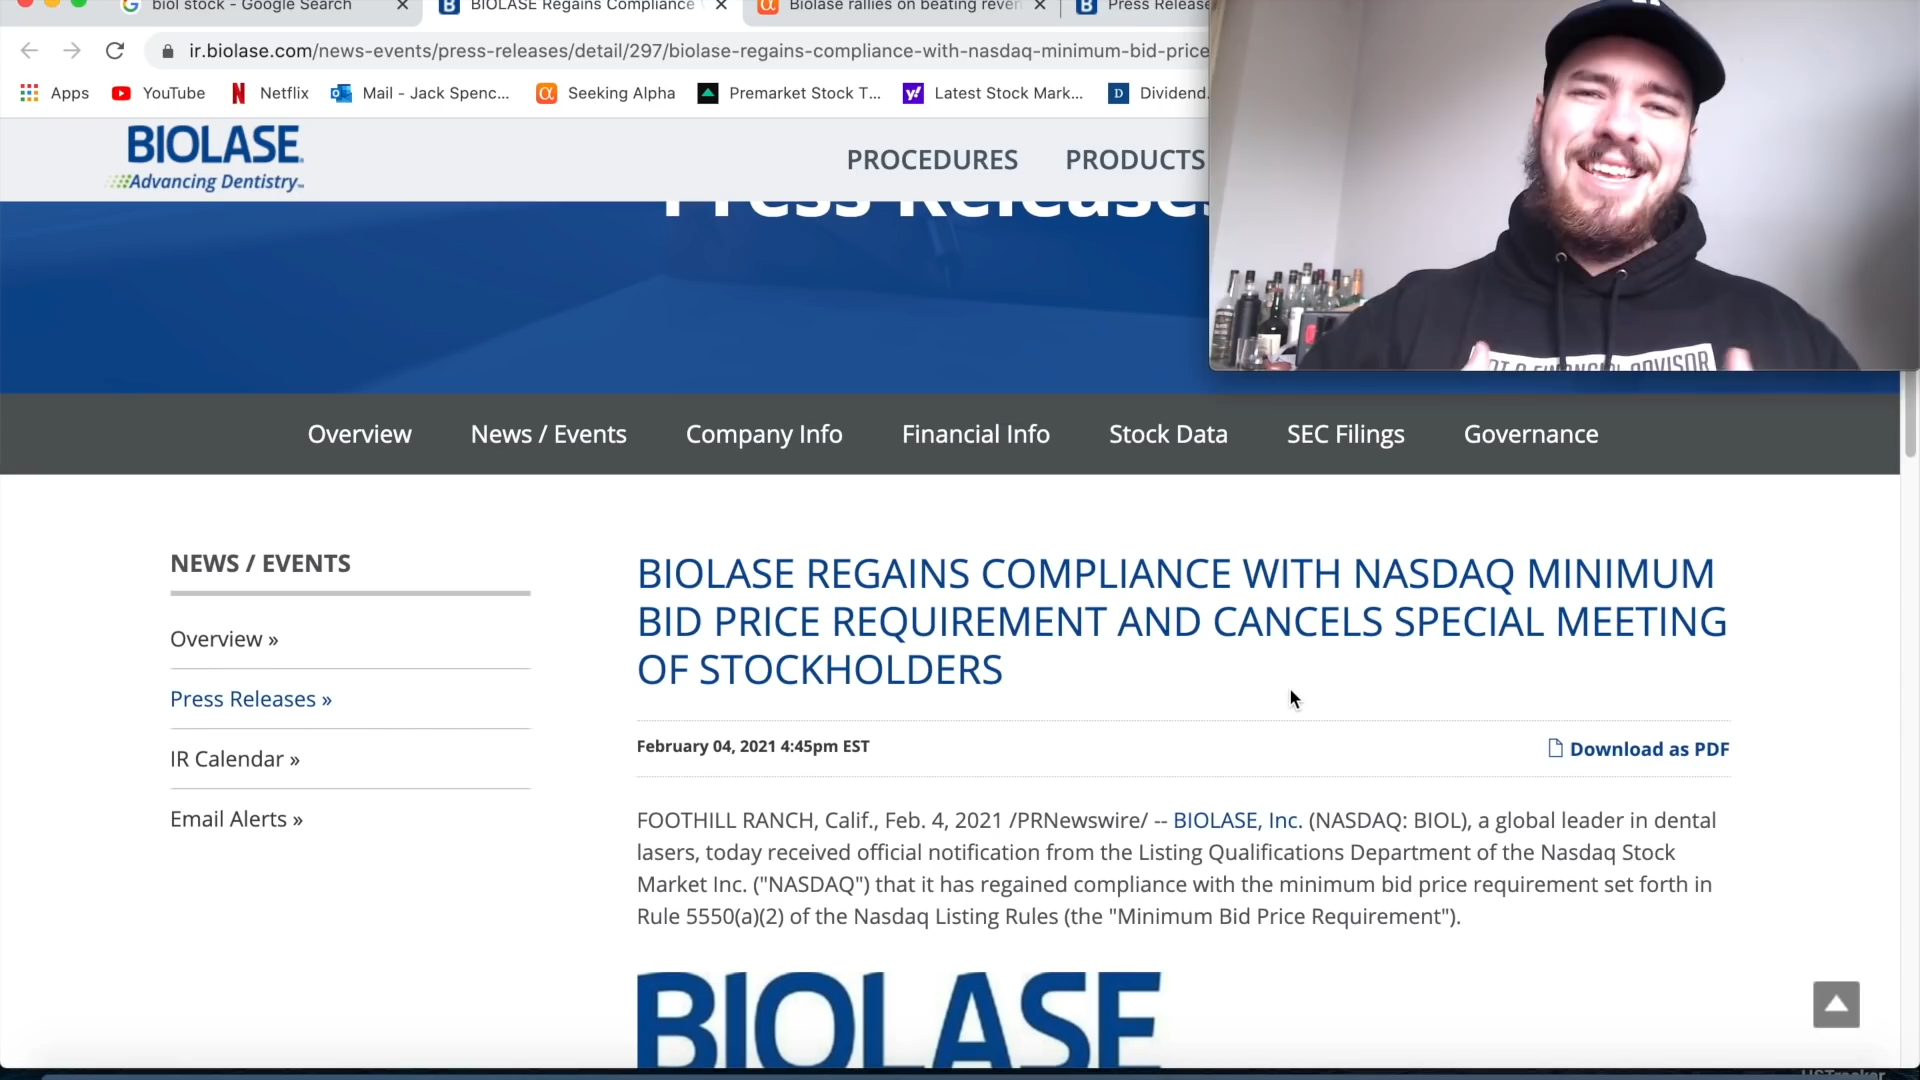 biol stock - Google Search
BIOLASE Regains Compliance
Biolase rallies on beating reven
Press Release
ir.biolase.com/news-events/press-releases/detail/297/biolase-regains-compliance-with-nasdaq-minimum-bid-price
Apps YouTube Netflix Mail - Jack Spenc... Seeking Alpha Premarket Stock T... Latest Stock Mark... Dividend.
BIOLASE
Advancing Dentistry™
PROCEDURES PRODUCTS
Press Releases
NOT A FINANCIAL ADVISOR
Overview News / Events Company Info Financial Info Stock Data SEC Filings Governance
NEWS / EVENTS
Overview »
Press Releases »
IR Calendar »
Email Alerts »
BIOLASE REGAINS COMPLIANCE WITH NASDAQ MINIMUM
BID PRICE REQUIREMENT AND CANCELS SPECIAL MEETING
OF STOCKHOLDERS
February 04, 2021 4:45pm EST
Download as PDF
FOOTHILL RANCH, Calif., Feb. 4, 2021 /PRNewswire/ -- BIOLASE, Inc. (NASDAQ: BIOL), a global leader in dental
lasers, today received official notification from the Listing Qualifications Department of the Nasdaq Stock
Market Inc. ("NASDAQ") that it has regained compliance with the minimum bid price requirement set forth in
Rule 5550(a)(2) of the Nasdaq Listing Rules (the "Minimum Bid Price Requirement").
BIOLASE